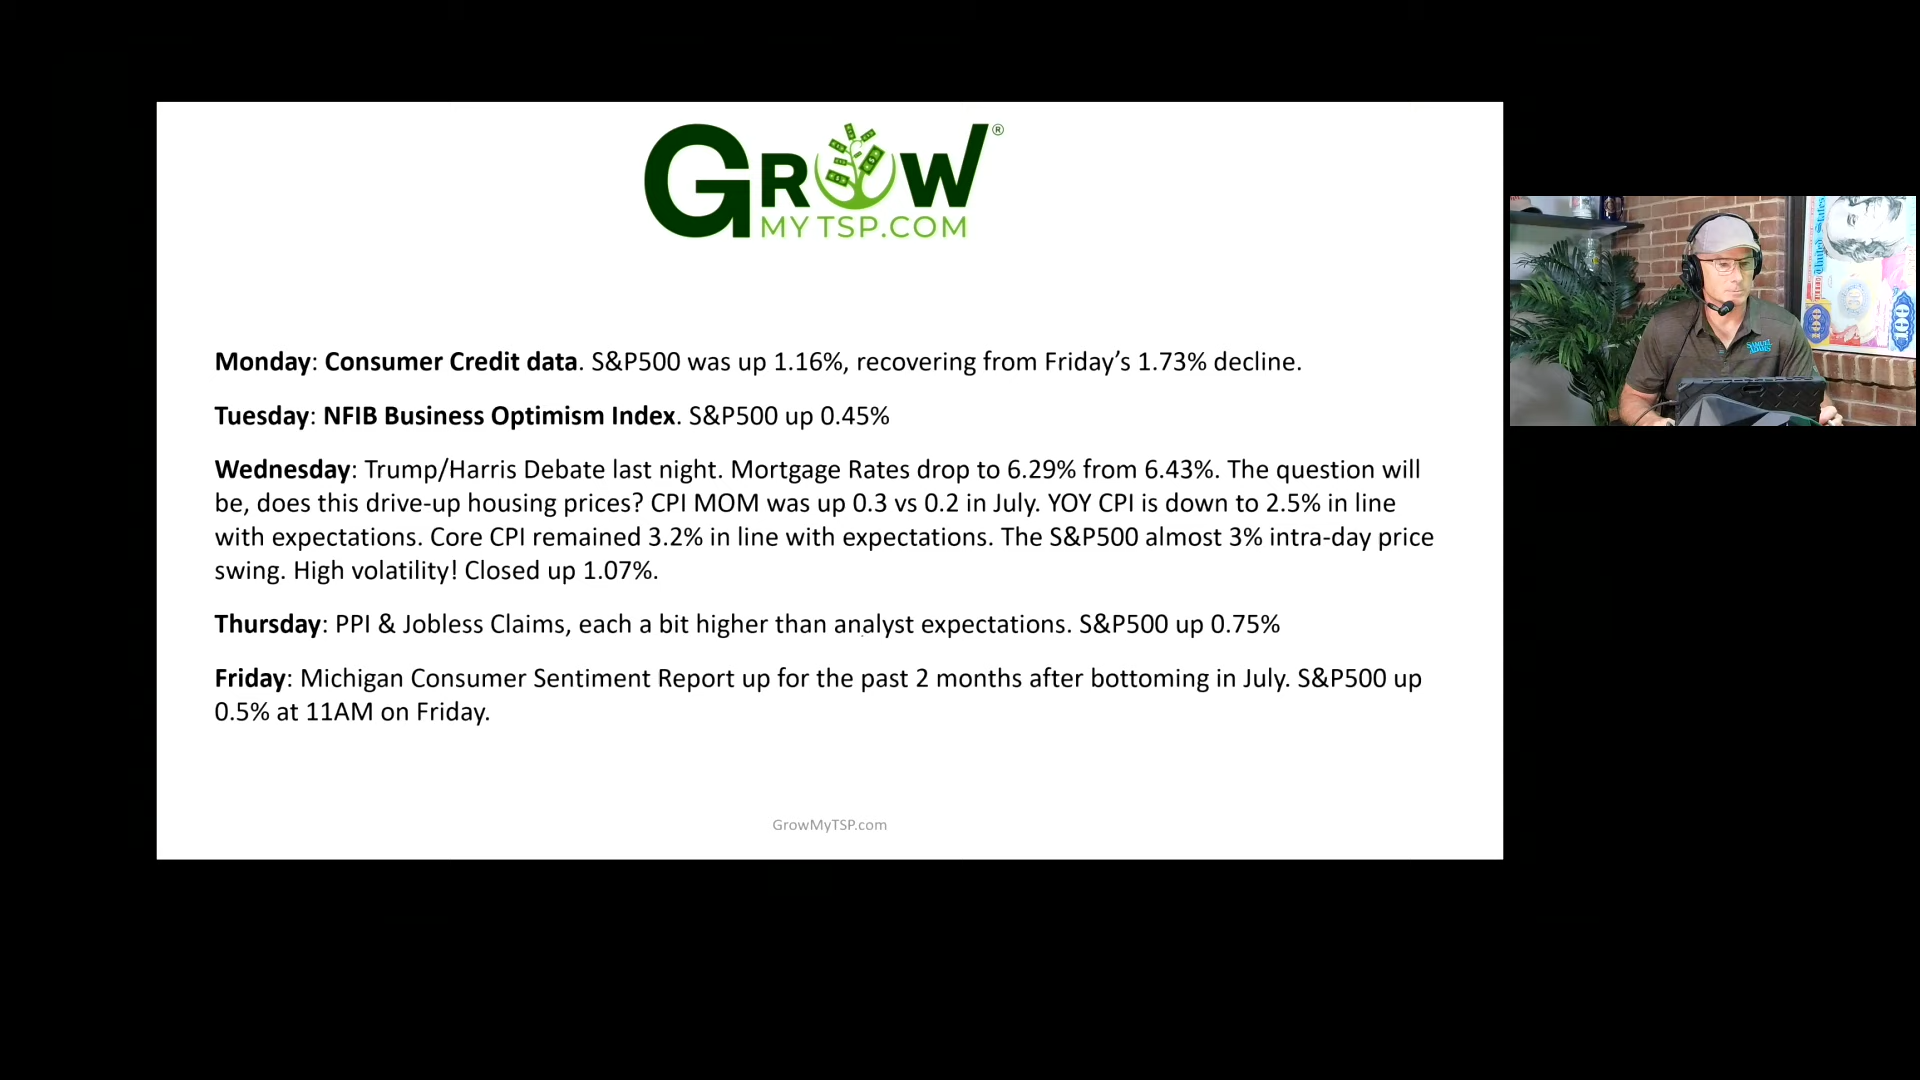 GROW®
MY TSP.COM
Monday: Consumer Credit data. S&P500 was up 1.16%, recovering from Friday’s 1.73% decline.
Tuesday: NFIB Business Optimism Index. S&P500 up 0.45%
Wednesday: Trump/Harris Debate last night. Mortgage Rates drop to 6.29% from 6.43%. The question will
be, does this drive-up housing prices? CPI MOM was up 0.3 vs 0.2 in July. YOY CPI is down to 2.5% in line
with expectations. Core CPI remained 3.2% in line with expectations. The S&P500 almost 3% intra-day price
swing. High volatility! Closed up 1.07%.
Thursday: PPI & Jobless Claims, each a bit higher than analyst expectations. S&P500 up 0.75%
Friday: Michigan Consumer Sentiment Report up for the past 2 months after bottoming in July. S&P500 up
0.5% at 11AM on Friday.
GrowMyTSP.com
United States
100
100
SAMUEL
ADAMS